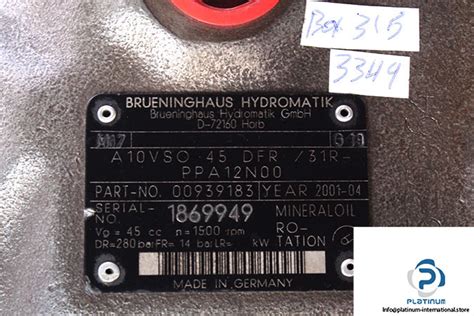 Box 315
3349
BRUENINGHAUS HYDROMATIK
Brueninghaus Hydromatik GmbH
D-72160 Horb
A10VSO 45 DFR /31R-
PPA12N00
PART-NO. 00939183 YEAR 2001-04
SERIAL-NO. 1869949 MINERALOIL
Vg = 45 cc n = 1500 rpm RO-
DR=280 bar FR= 14 bar LR= kW TATION
MADE IN GERMANY
PLATINUM
Info@platinum-international.store